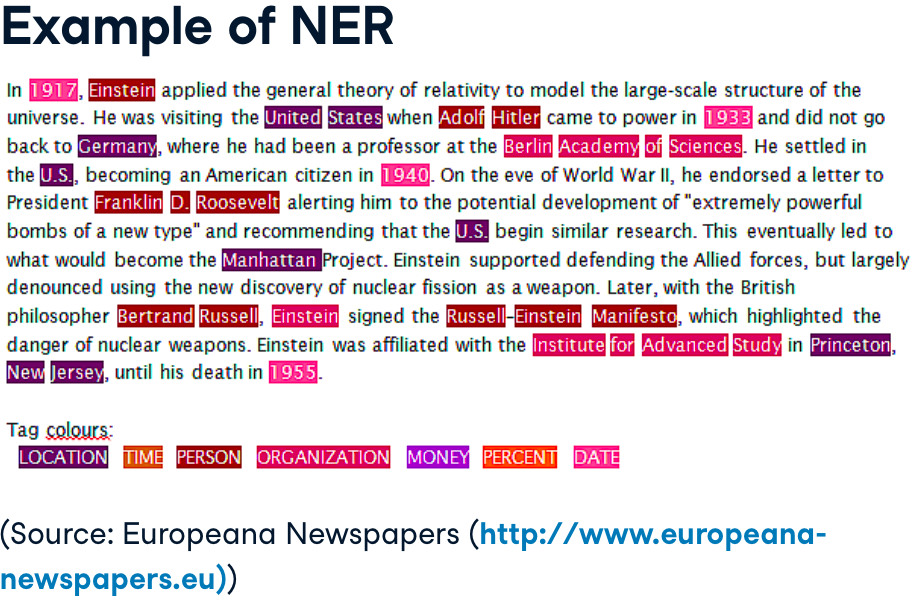 Example of NER
In 1917, Einstein applied the general theory of relativity to model the large-scale structure of the
universe. He was visiting the United States when Adolf Hitler came to power in 1933 and did not go
back to Germany, where he had been a professor at the Berlin Academy of Sciences. He settled in
the U.S., becoming an American citizen in 1940. On the eve of World War II, he endorsed a letter to
President Franklin D. Roosevelt alerting him to the potential development of "extremely powerful
bombs of a new type" and recommending that the U.S. begin similar research. This eventually led to
what would become the Manhattan Project. Einstein supported defending the Allied forces, but largely
denounced using the new discovery of nuclear fission as a weapon. Later, with the British
philosopher Bertrand Russell, Einstein signed the Russell–Einstein Manifesto, which highlighted the
danger of nuclear weapons. Einstein was affiliated with the Institute for Advanced Study in Princeton,
New Jersey, until his death in 1955.
Tag colours:
LOCATION TIME PERSON ORGANIZATION MONEY PERCENT DATE
(Source: Europeana Newspapers (http://www.europeana-
newspapers.eu))